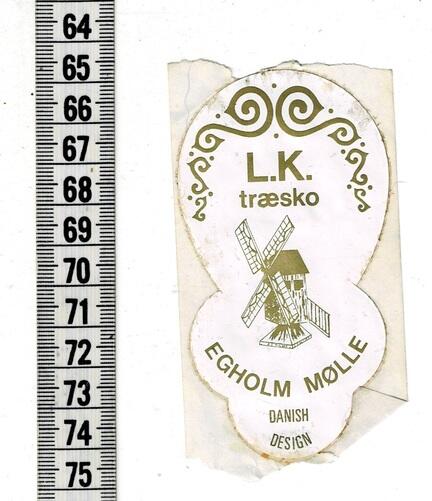 64
65
66
67
68
69
70
71
72
73
74
75
L.K.
træsko
EGHOLM MØLLE
DANISH
DESIGN